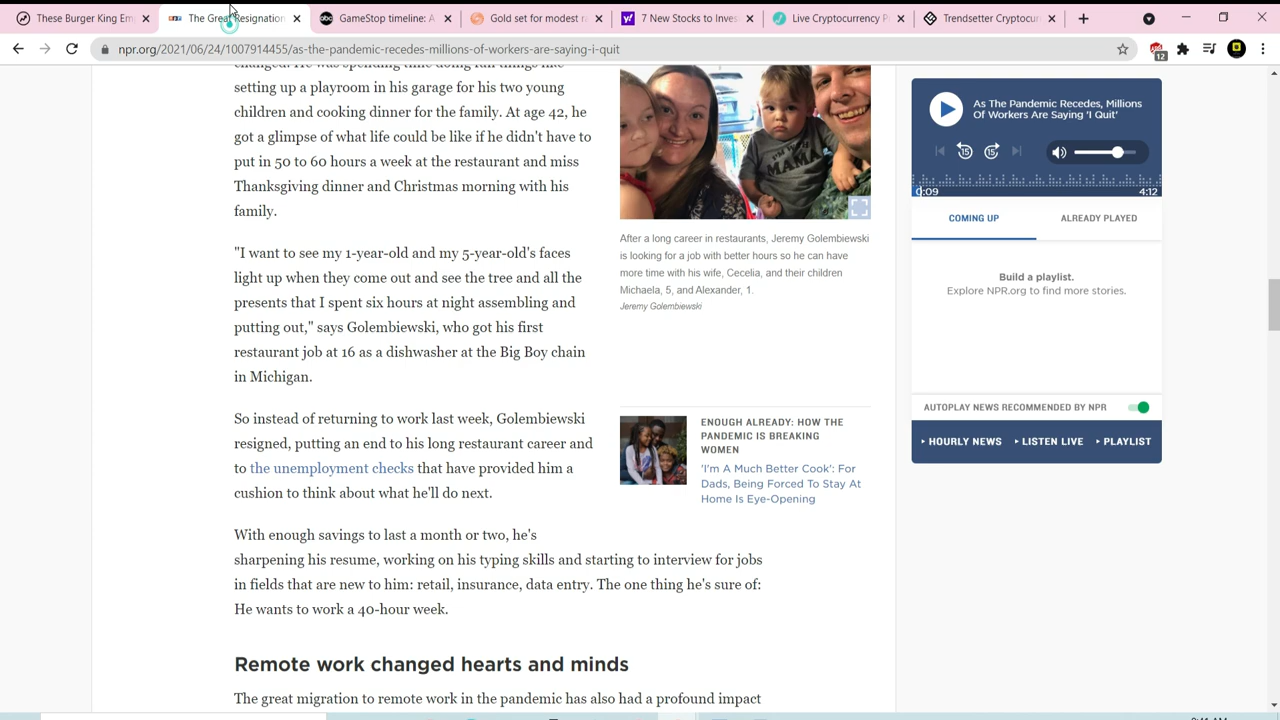 These Burger King Em
The Great Resignation
GameStop timeline: A
Gold set for modest r
7 New Stocks to Inves
Live Cryptocurrency P
Trendsetter Cryptocur
npr.org/2021/06/24/1007914455/as-the-pandemic-recedes-millions-of-workers-are-saying-i-quit
12
changed. He was spending time doing fun things like
setting up a playroom in his garage for his two young
children and cooking dinner for the family. At age 42, he
got a glimpse of what life could be like if he didn't have to
put in 50 to 60 hours a week at the restaurant and miss
Thanksgiving dinner and Christmas morning with his
family.
"I want to see my 1-year-old and my 5-year-old's faces
light up when they come out and see the tree and all the
presents that I spent six hours at night assembling and
putting out," says Golembiewski, who got his first
restaurant job at 16 as a dishwasher at the Big Boy chain
in Michigan.
So instead of returning to work last week, Golembiewski
resigned, putting an end to his long restaurant career and
to the unemployment checks that have provided him a
cushion to think about what he'll do next.
With enough savings to last a month or two, he's
sharpening his resume, working on his typing skills and starting to interview for jobs
in fields that are new to him: retail, insurance, data entry. The one thing he's sure of:
He wants to work a 40-hour week.
Remote work changed hearts and minds
The great migration to remote work in the pandemic has also had a profound impact
After a long career in restaurants, Jeremy Golembiewski
is looking for a job with better hours so he can have
more time with his wife, Cecelia, and their children
Michaela, 5, and Alexander, 1.
Jeremy Golembiewski
ENOUGH ALREADY: HOW THE
PANDEMIC IS BREAKING
WOMEN
'I'm A Much Better Cook': For
Dads, Being Forced To Stay At
Home Is Eye-Opening
As The Pandemic Recedes, Millions
Of Workers Are Saying 'I Quit'
15 15
0:09 4:12
COMING UP ALREADY PLAYED
Build a playlist.
Explore NPR.org to find more stories.
AUTOPLAY NEWS RECOMMENDED BY NPR
HOURLY NEWS LISTEN LIVE PLAYLIST